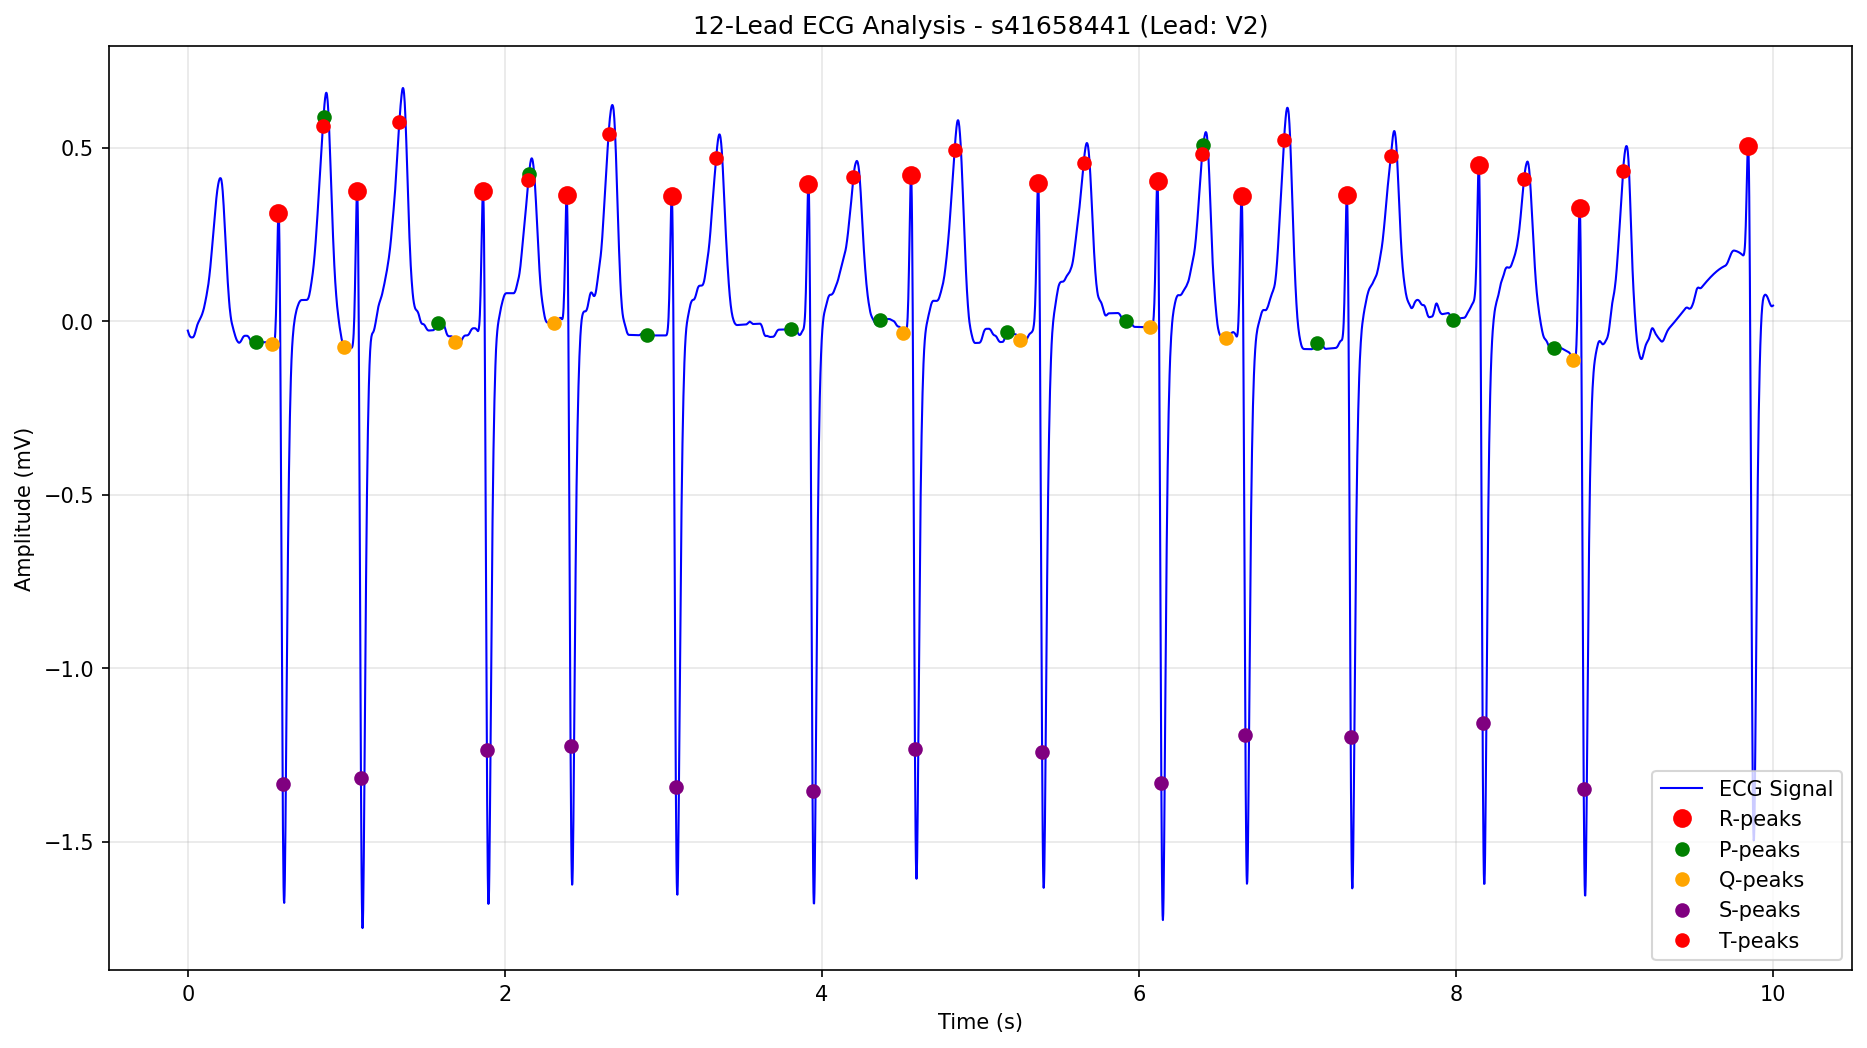 12-Lead ECG Analysis - s41658441 (Lead: V2)
Amplitude (mV)
0.5
0.0
−0.5
−1.0
−1.5
0 2 4 6 8 10
Time (s)
ECG Signal
R-peaks
P-peaks
Q-peaks
S-peaks
T-peaks